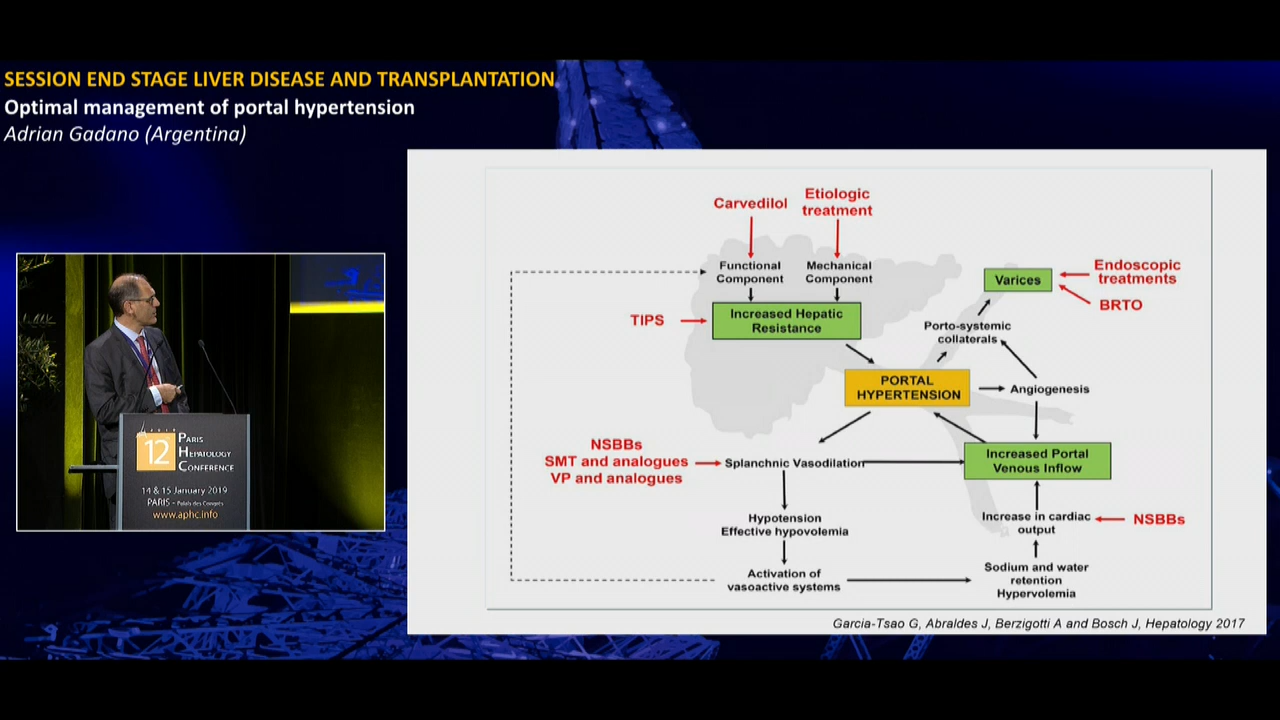 SESSION END STAGE LIVER DISEASE AND TRANSPLANTATION
Optimal management of portal hypertension
Adrian Gadano (Argentina)
Carvedilol
Etiologic
treatment
Functional
Component
Mechanical
Component
TIPS
Increased Hepatic
Resistance
Varices
Endoscopic
treatments
BRTO
Porto-systemic
collaterals
PORTAL
HYPERTENSION
Angiogenesis
NSBBs
SMT and analogues
VP and analogues
Splanchnic Vasodilation
Increased Portal
Venous Inflow
Hypotension
Effective hypovolemia
Increase in cardiac
output
NSBBs
Activation of
vasoactive systems
Sodium and water
retention
Hypervolemia
Garcia-Tsao G, Abraldes J, Berzigotti A and Bosch J, Hepatology 2017
12
PARIS
HEPATOLOGY
CONFERENCE
14 & 15 January 2019
PARIS - Palais des Congrès
www.aphc.info